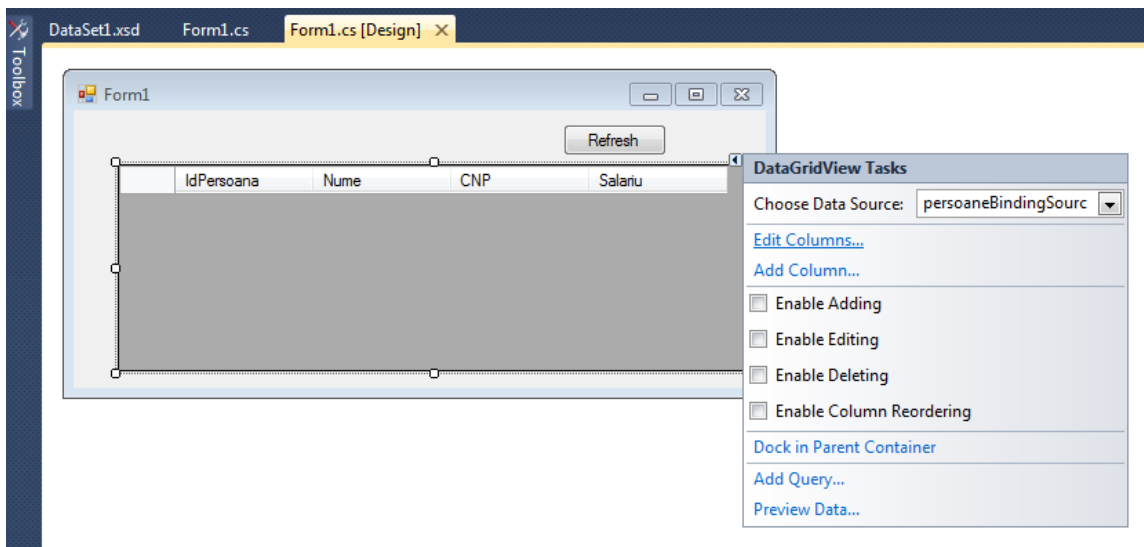 DataSet1.xsd Form1.cs Form1.cs [Design]
Toolbox
Form1
Refresh
IdPersoana Nume CNP Salariu
DataGridView Tasks
Choose Data Source: persoaneBindingSourc
Edit Columns...
Add Column...
Enable Adding
Enable Editing
Enable Deleting
Enable Column Reordering
Dock in Parent Container
Add Query...
Preview Data...